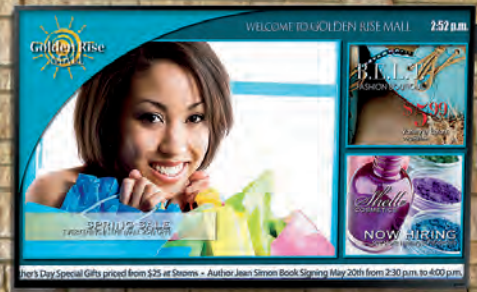 WELCOME TO GOLDEN RISE MALL 2:52 p.m.
Golden Rise
B.E.L.T.
FASHION BOUTIQUE
$5.99
SPRING SALE
Shelle
COSMETICS
NOW HIRING
her's Day Special Gifts priced from $25 at Stroms • Author Jean Simon Book Signing May 20th from 2:30 p.m. to 4:00 p.m.